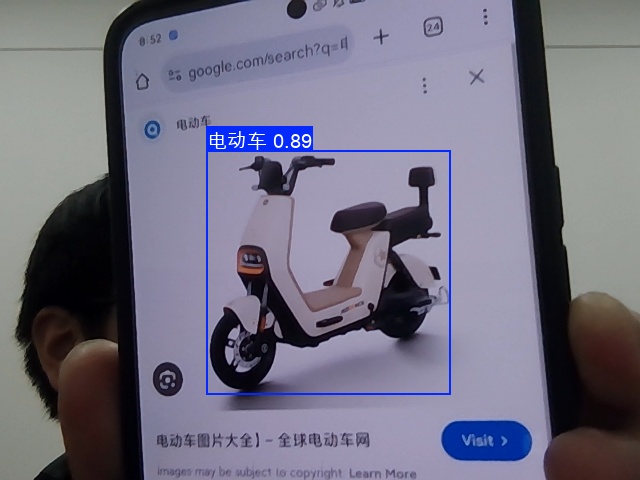 8:52
24
google.com/search?q=电
电动车
电动车 0.89
电动车图片大全】- 全球电动车网
Visit >
Images may be subject to copyright. Learn More